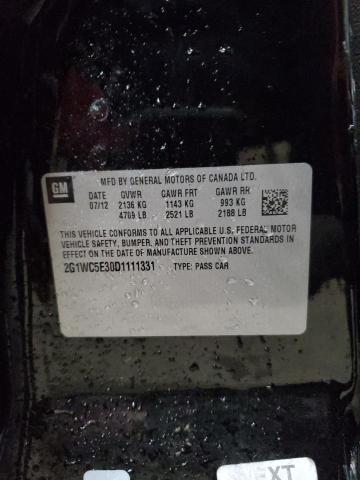 GM
MFD BY GENERAL MOTORS OF CANADA LTD.
07/12 GVWR GAWR FRT GAWR RR
2136 KG 1143 KG 993 KG
4709 LB 2521 LB 2188 LB
THIS VEHICLE CONFORMS TO ALL APPLICABLE U.S. FEDERAL MOTOR
VEHICLE SAFETY, BUMPER, AND THEFT PREVENTION STANDARDS IN
EFFECT ON THE DATE OF MANUFACTURE SHOWN ABOVE.
2G1WC5E30D1111331 TYPE: PASS CAR
NEXT